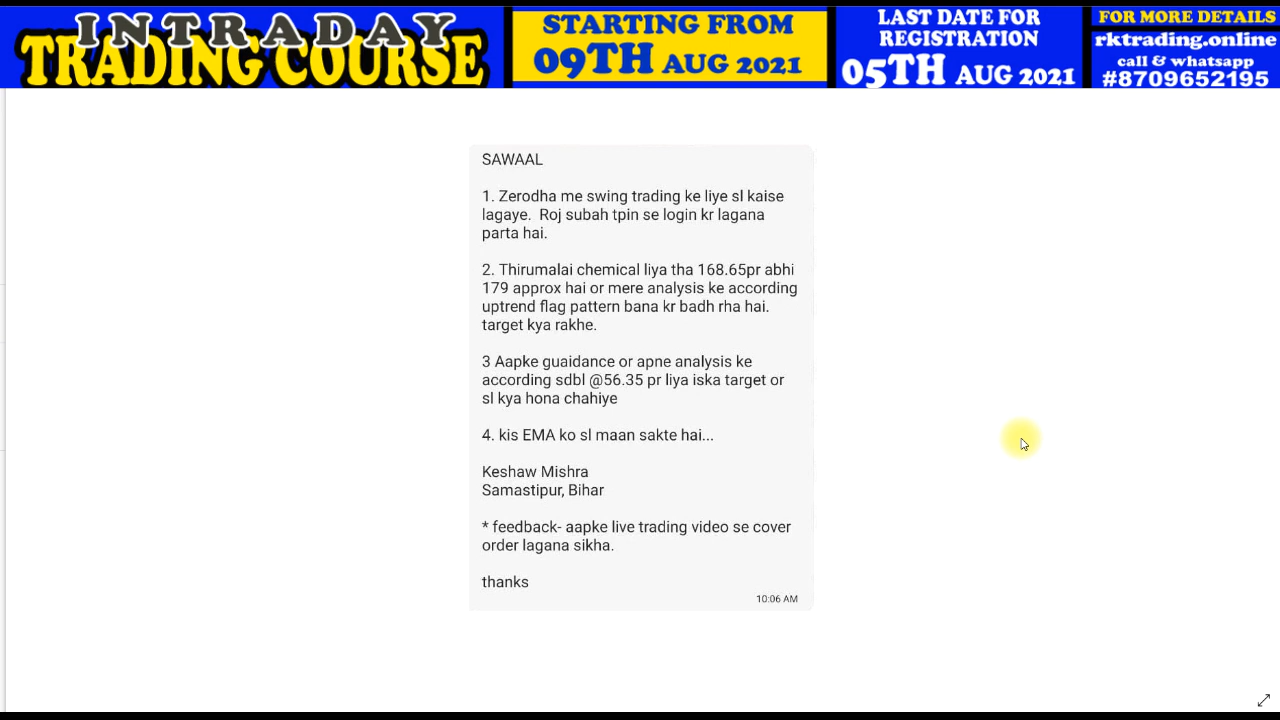 INTRADAY
TRADING COURSE
STARTING FROM
09TH AUG 2021
LAST DATE FOR
REGISTRATION
05TH AUG 2021
FOR MORE DETAILS
rktrading.online
call & whatsapp
#8709652195
SAWAAL
1. Zerodha me swing trading ke liye sl kaise
lagaye. Roj subah tpin se login kr lagana
parta hai.
2. Thirumalai chemical liya tha 168.65pr abhi
179 approx hai or mere analysis ke according
uptrend flag pattern bana kr badh rha hai.
target kya rakhe.
3 Aapke guaidance or apne analysis ke
according sdbl @56.35 pr liya iska target or
sl kya hona chahiye
4. kis EMA ko sl maan sakte hai...
Keshaw Mishra
Samastipur, Bihar
* feedback- aapke live trading video se cover
order lagana sikha.
thanks
10:06 AM